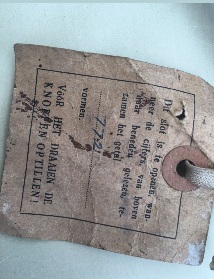 Dit slot is te openen, wan-
neer de cijfers van boven
naar beneden gelezen, te-
zamen het getal
vormen.
VOOR HET DRAAIEN DE
KNOPPEN OPTILLEN!